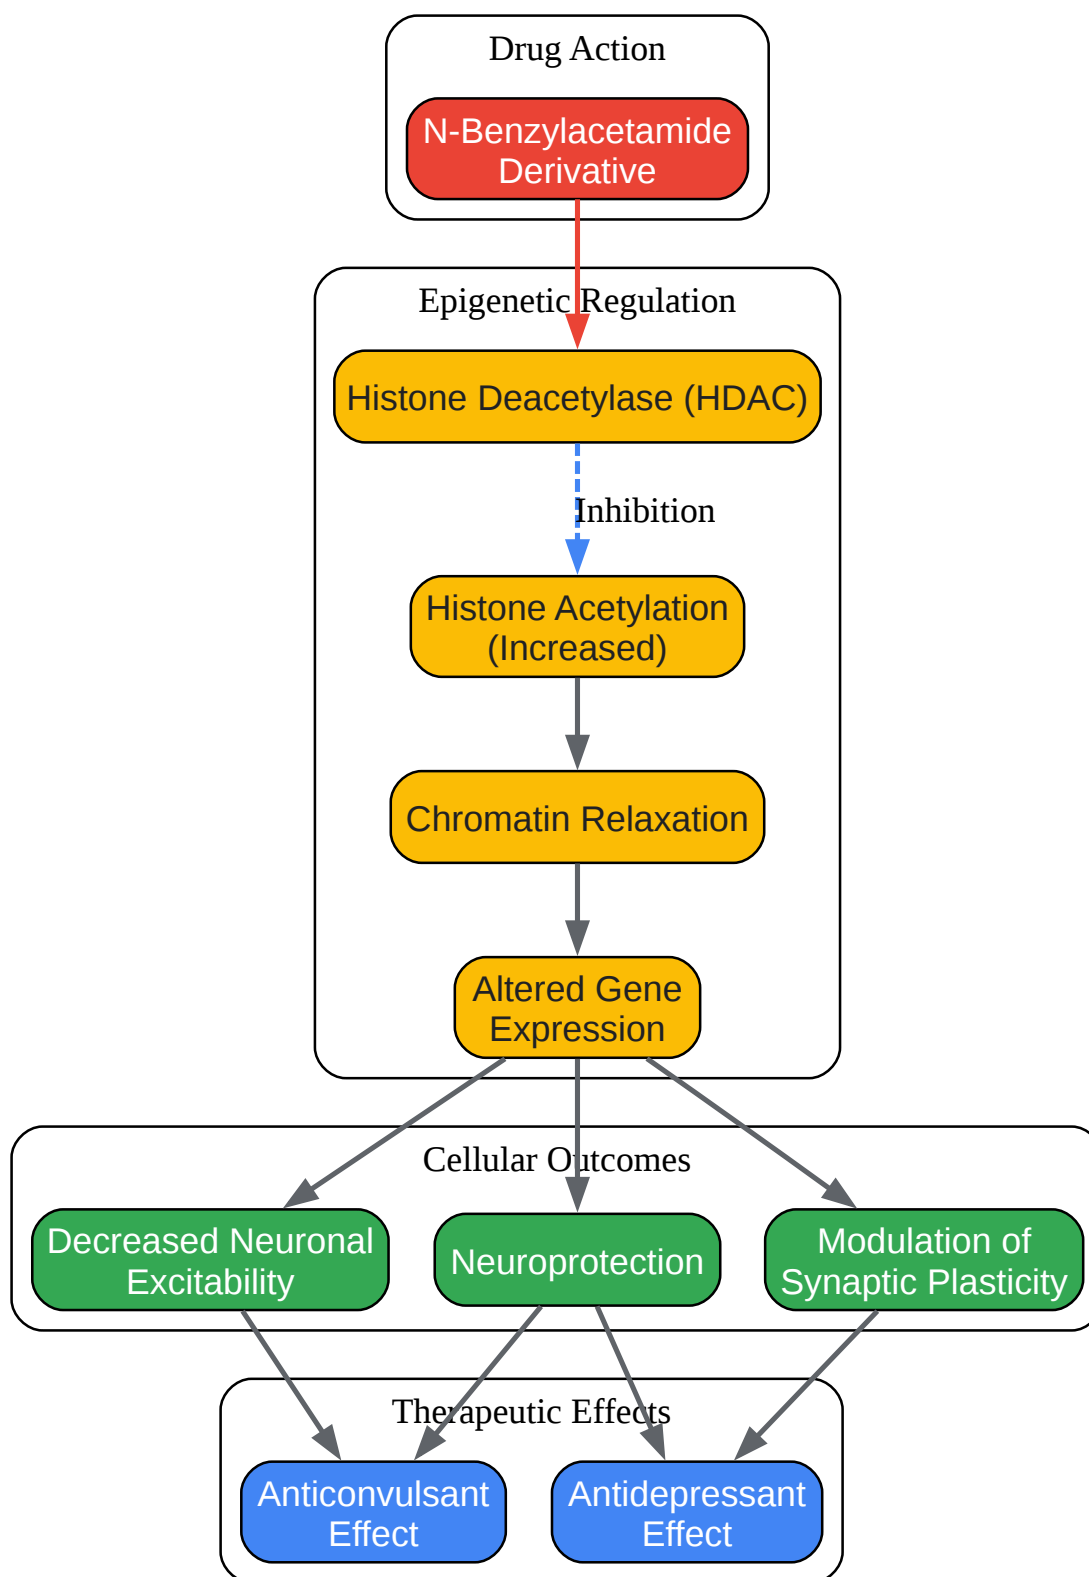 Drug Action
N-Benzylacetamide
Derivative
Epigenetic Regulation
Histone Deacetylase (HDAC)
Inhibition
Histone Acetylation
(Increased)
Chromatin Relaxation
Altered Gene
Expression
Cellular Outcomes
Decreased Neuronal
Excitability
Neuroprotection
Modulation of
Synaptic Plasticity
Therapeutic Effects
Anticonvulsant
Effect
Antidepressant
Effect